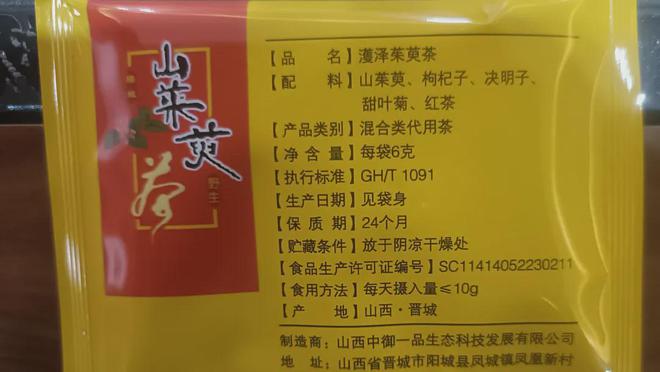 山茱萸
茶
野生
【品 名】濩泽茱萸茶
【配 料】山茱萸、枸杞子、决明子、
甜叶菊、红茶
【产品类别】混合类代用茶
【净 含 量】每袋6克
【执行标准】GH/T 1091
【生产日期】见袋身
【保 质 期】24个月
【贮藏条件】放于阴凉干燥处
【食品生产许可证编号】SC11414052230211
【食用方法】每天摄入量≤10g
【产 地】山西·晋城
制造商：山西中御一品生态科技发展有限公司
地 址：山西省晋城市阳城县凤城镇凤凰新村